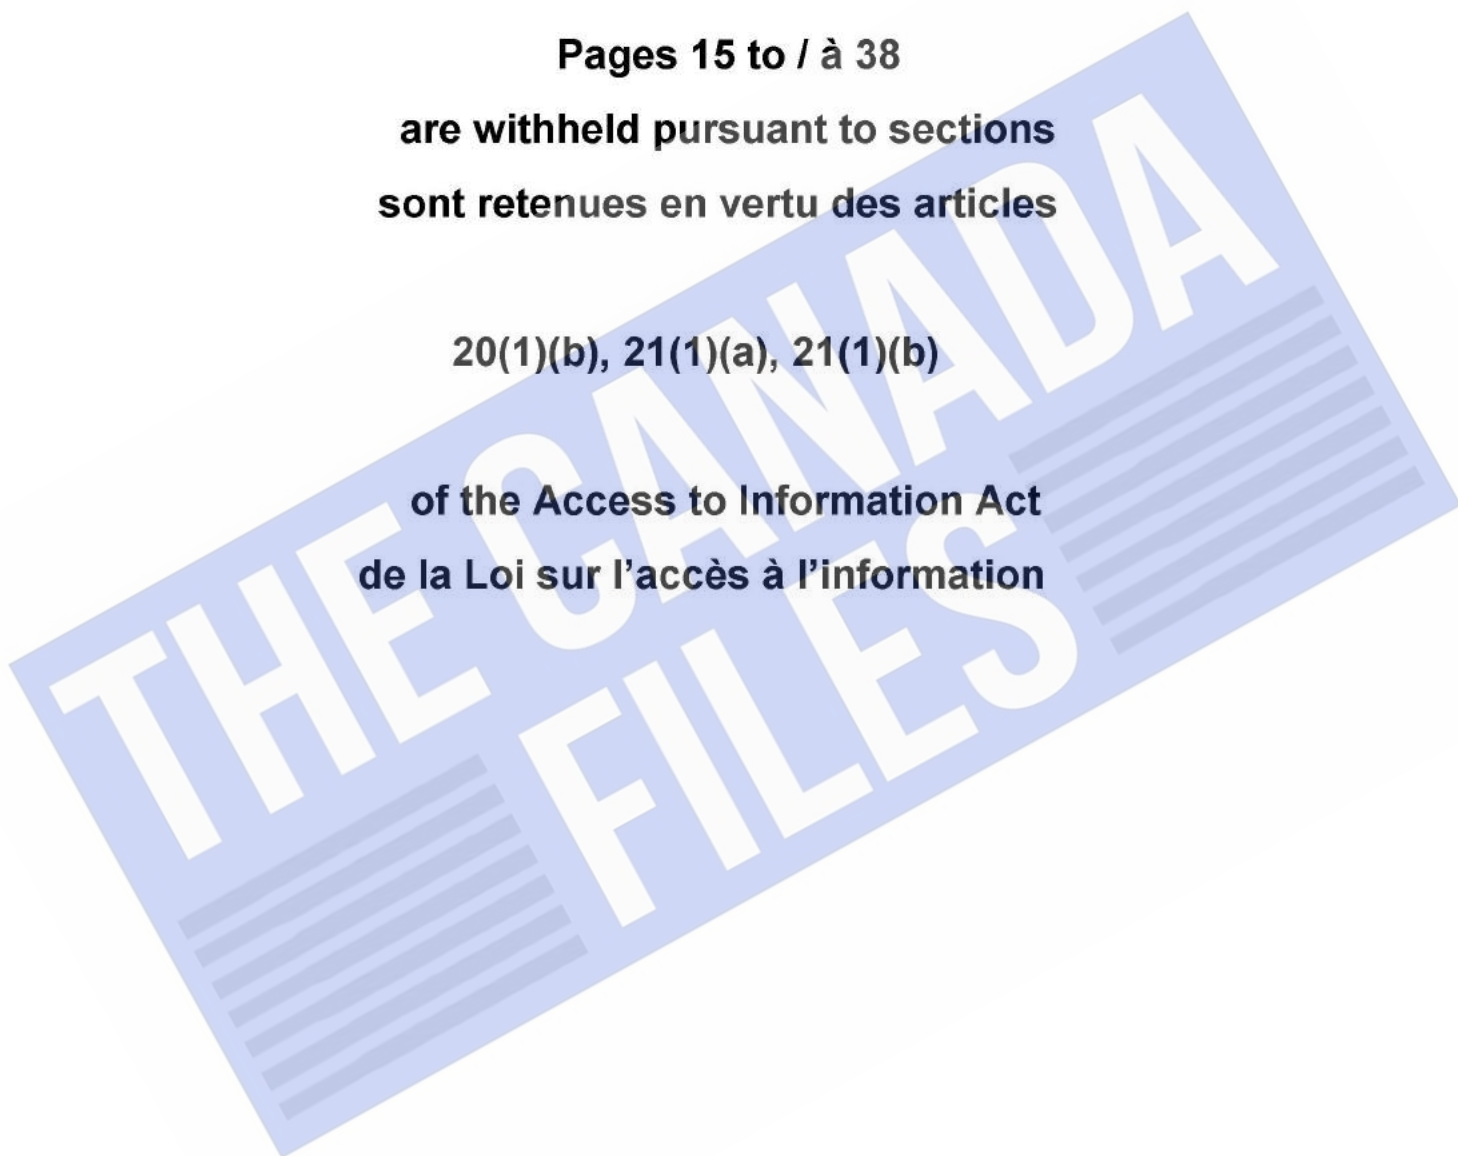 Pages 15 to / à 38
are withheld pursuant to sections
sont retenues en vertu des articles
20(1)(b), 21(1)(a), 21(1)(b)
of the Access to Information Act
de la Loi sur l'accès à l'information
THE CANADA
FILES